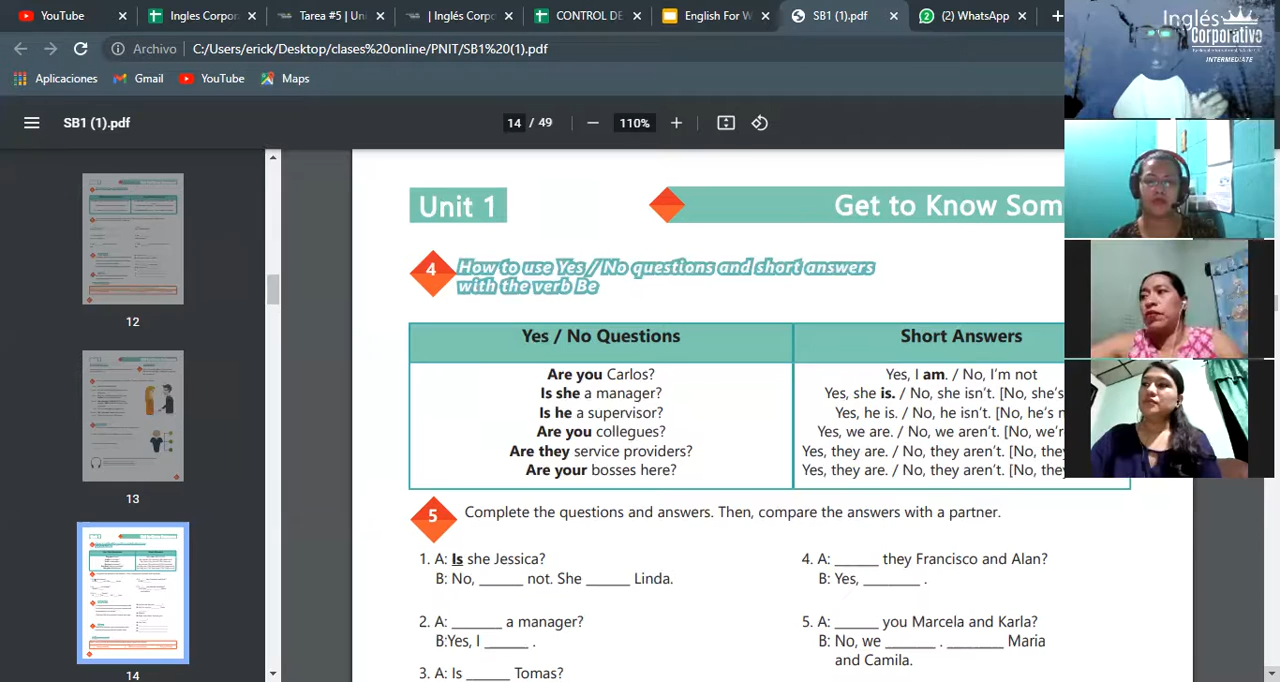 YouTube
Ingles Corpor
Tarea #5 | Un
| Inglés Corpo
CONTROL DE
English For W
SB1 (1).pdf
(2) WhatsApp
Archivo
C:/Users/erick/Desktop/clases%20online/PNIT/SB1%20(1).pdf
Aplicaciones
Gmail
YouTube
Maps
SB1 (1).pdf
14 / 49
110%
Inglés
Corporativo
INTERMEDIATE
12
13
14
Unit 1
Get to Know Som
4 How to use Yes / No questions and short answers
with the verb Be
Yes / No Questions
Short Answers
Are you Carlos?
Yes, I am. / No, I'm not
Is she a manager?
Yes, she is. / No, she isn't. [No, she's
Is he a supervisor?
Yes, he is. / No, he isn't. [No, he's n
Are you collegues?
Yes, we are. / No, we aren't. [No, we'r
Are they service providers?
Yes, they are. / No, they aren't. [No, they
Are your bosses here?
Yes, they are. / No, they aren't. [No, they
5 Complete the questions and answers. Then, compare the answers with a partner.
1. A: Is she Jessica?
B: No, _____ not. She _____ Linda.
2. A: ______ a manager?
B:Yes, I _____ .
3. A: Is _____ Tomas?
4. A: _____ they Francisco and Alan?
B: Yes, _______ .
5. A: _____ you Marcela and Karla?
B: No, we ______ . _______ Maria
and Camila.